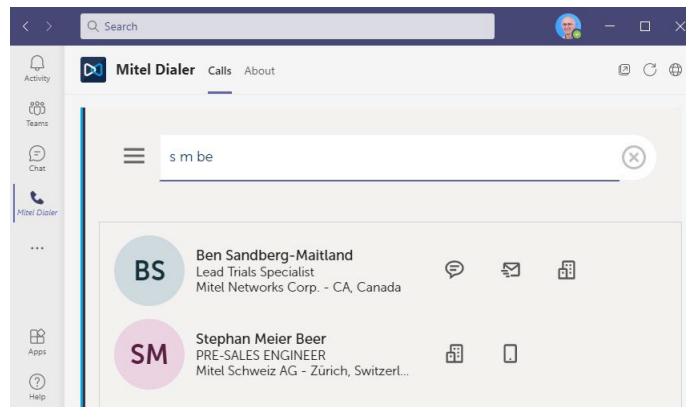 Search
Activity
Teams
Chat
Mitel Dialer
Apps
Help
Mitel Dialer Calls About
s m be
BS
Ben Sandberg-Maitland
Lead Trials Specialist
Mitel Networks Corp. - CA, Canada
SM
Stephan Meier Beer
PRE-SALES ENGINEER
Mitel Schweiz AG - Zürich, Switzerl...